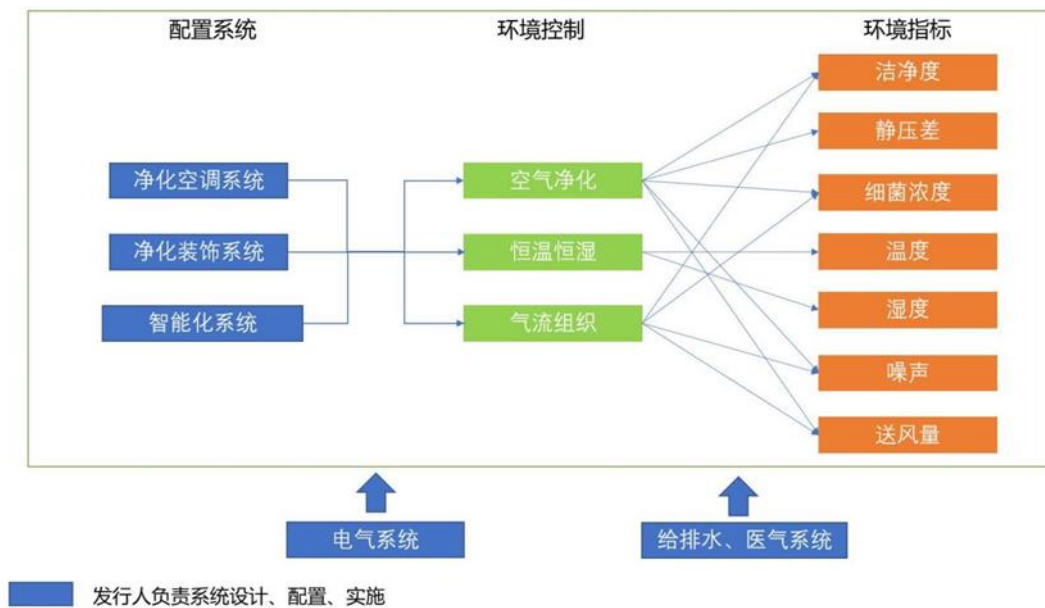 配置系统
环境控制
环境指标
洁净度
静压差
净化空调系统
空气净化
细菌浓度
净化装饰系统
恒温恒湿
温度
智能化系统
气流组织
湿度
噪声
送风量
电气系统
给排水、医气系统
发行人负责系统设计、配置、实施